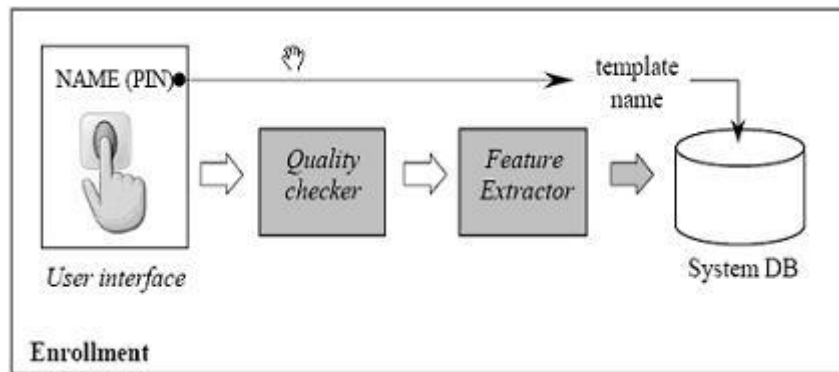 NAME (PIN)
template
name
Quality
checker
Feature
Extractor
User interface
System DB
Enrollment